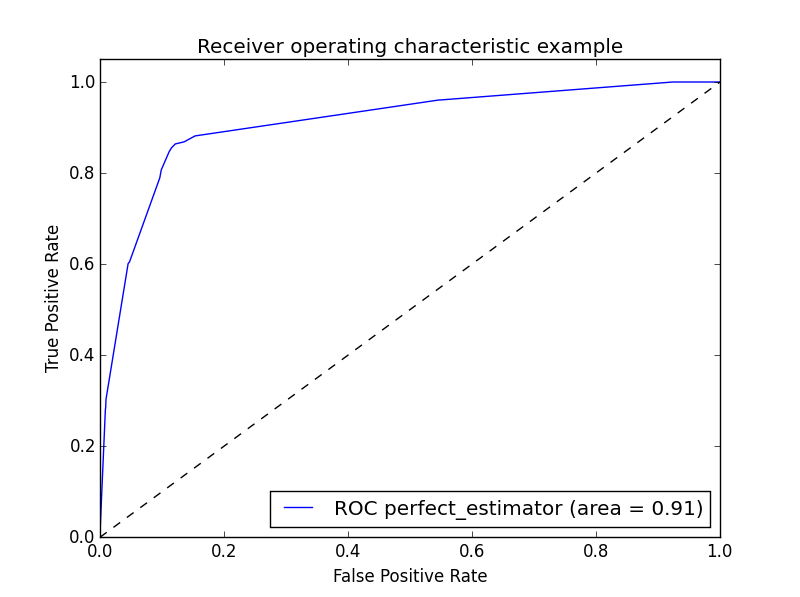 Receiver operating characteristic example
1.0
0.8
0.6
0.4
0.2
0.0
True Positive Rate
ROC perfect_estimator (area = 0.91)
0.0 0.2 0.4 0.6 0.8 1.0
False Positive Rate